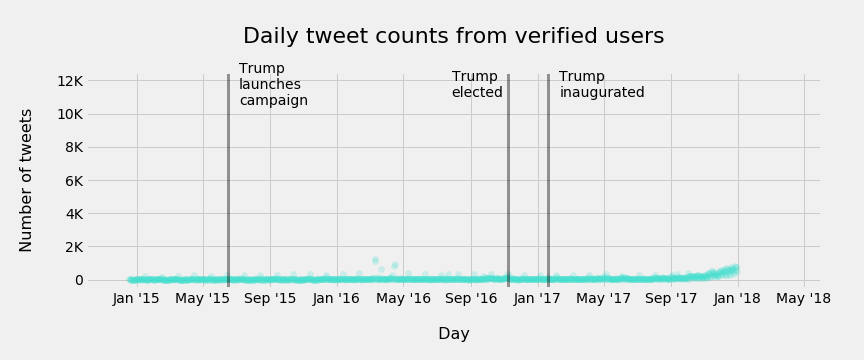 Daily tweet counts from verified users
Trump
launches
campaign
Trump
elected
Trump
inaugurated
12K
10K
8K
6K
4K
2K
0
Number of tweets
Jan '15
May '15
Sep '15
Jan '16
May '16
Sep '16
Jan '17
May '17
Sep '17
Jan '18
May '18
Day